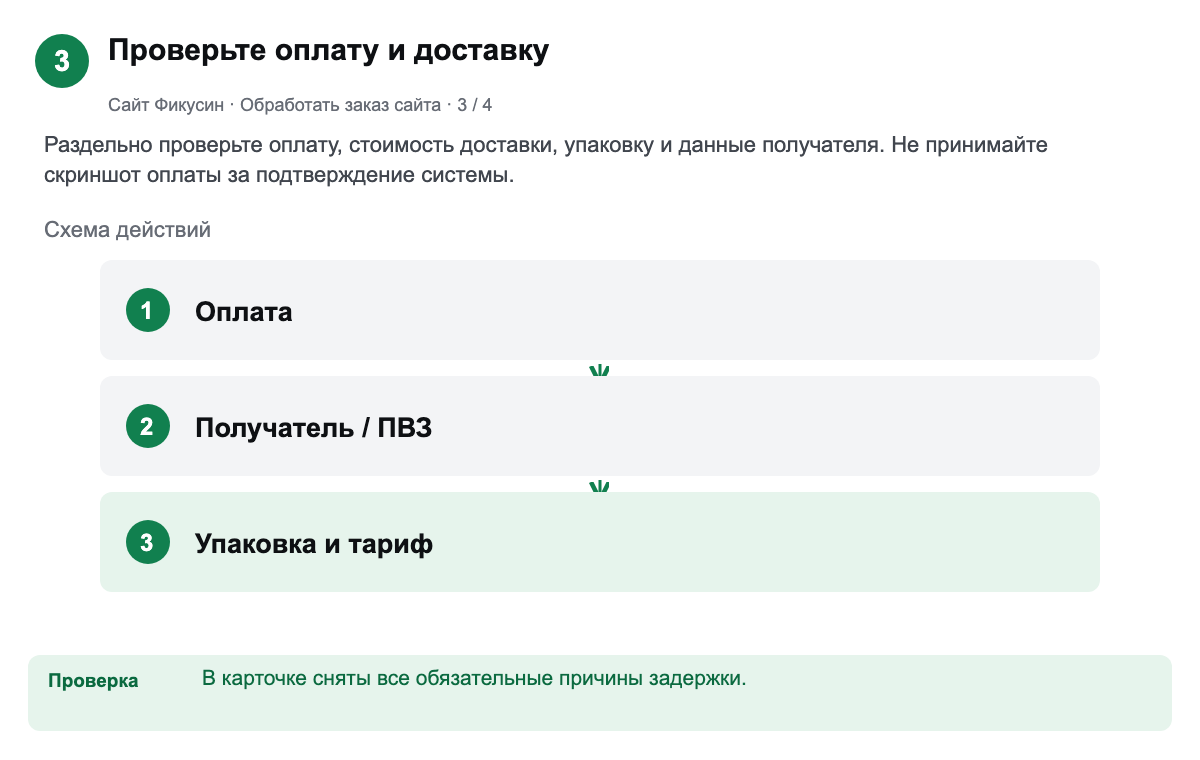 3
Проверьте оплату и доставку
Сайт Фикусин · Обработать заказ сайта · 3 / 4
Раздельно проверьте оплату, стоимость доставки, упаковку и данные получателя. Не принимайте
скриншот оплаты за подтверждение системы.
Схема действий
1 Оплата
2 Получатель / ПВЗ
3 Упаковка и тариф
Проверка В карточке сняты все обязательные причины задержки.